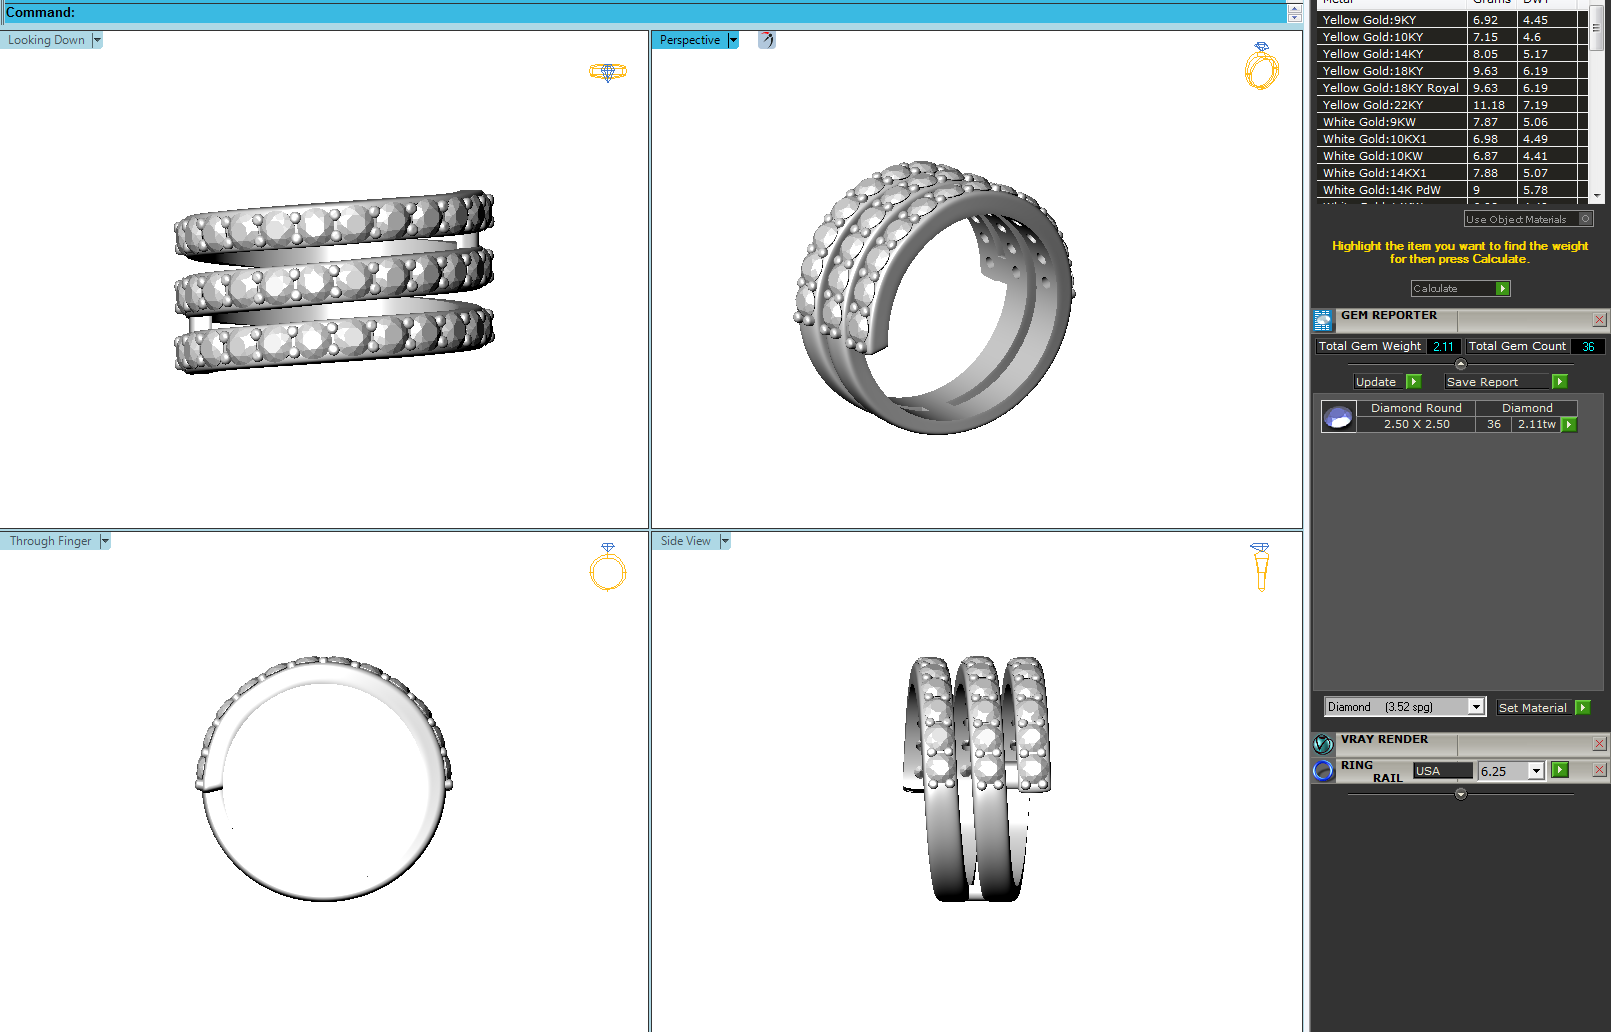 Command:
Looking Down
Perspective
Through Finger
Side View
Metal Grams DWT
Yellow Gold:9KY 6.92 4.45
Yellow Gold:10KY 7.15 4.6
Yellow Gold:14KY 8.05 5.17
Yellow Gold:18KY 9.63 6.19
Yellow Gold:18KY Royal 9.63 6.19
Yellow Gold:22KY 11.18 7.19
White Gold:9KW 7.87 5.06
White Gold:10KX1 6.98 4.49
White Gold:10KW 6.87 4.41
White Gold:14KX1 7.88 5.07
White Gold:14K PdW 9 5.78
Use Object Materials
Highlight the item you want to find the weight
for then press Calculate.
Calculate
GEM REPORTER
Total Gem Weight 2.11 Total Gem Count 36
Update Save Report
Diamond Round Diamond
2.50 X 2.50 36 2.11tw
Diamond (3.52 spg) Set Material
VRAY RENDER
RING RAIL USA 6.25